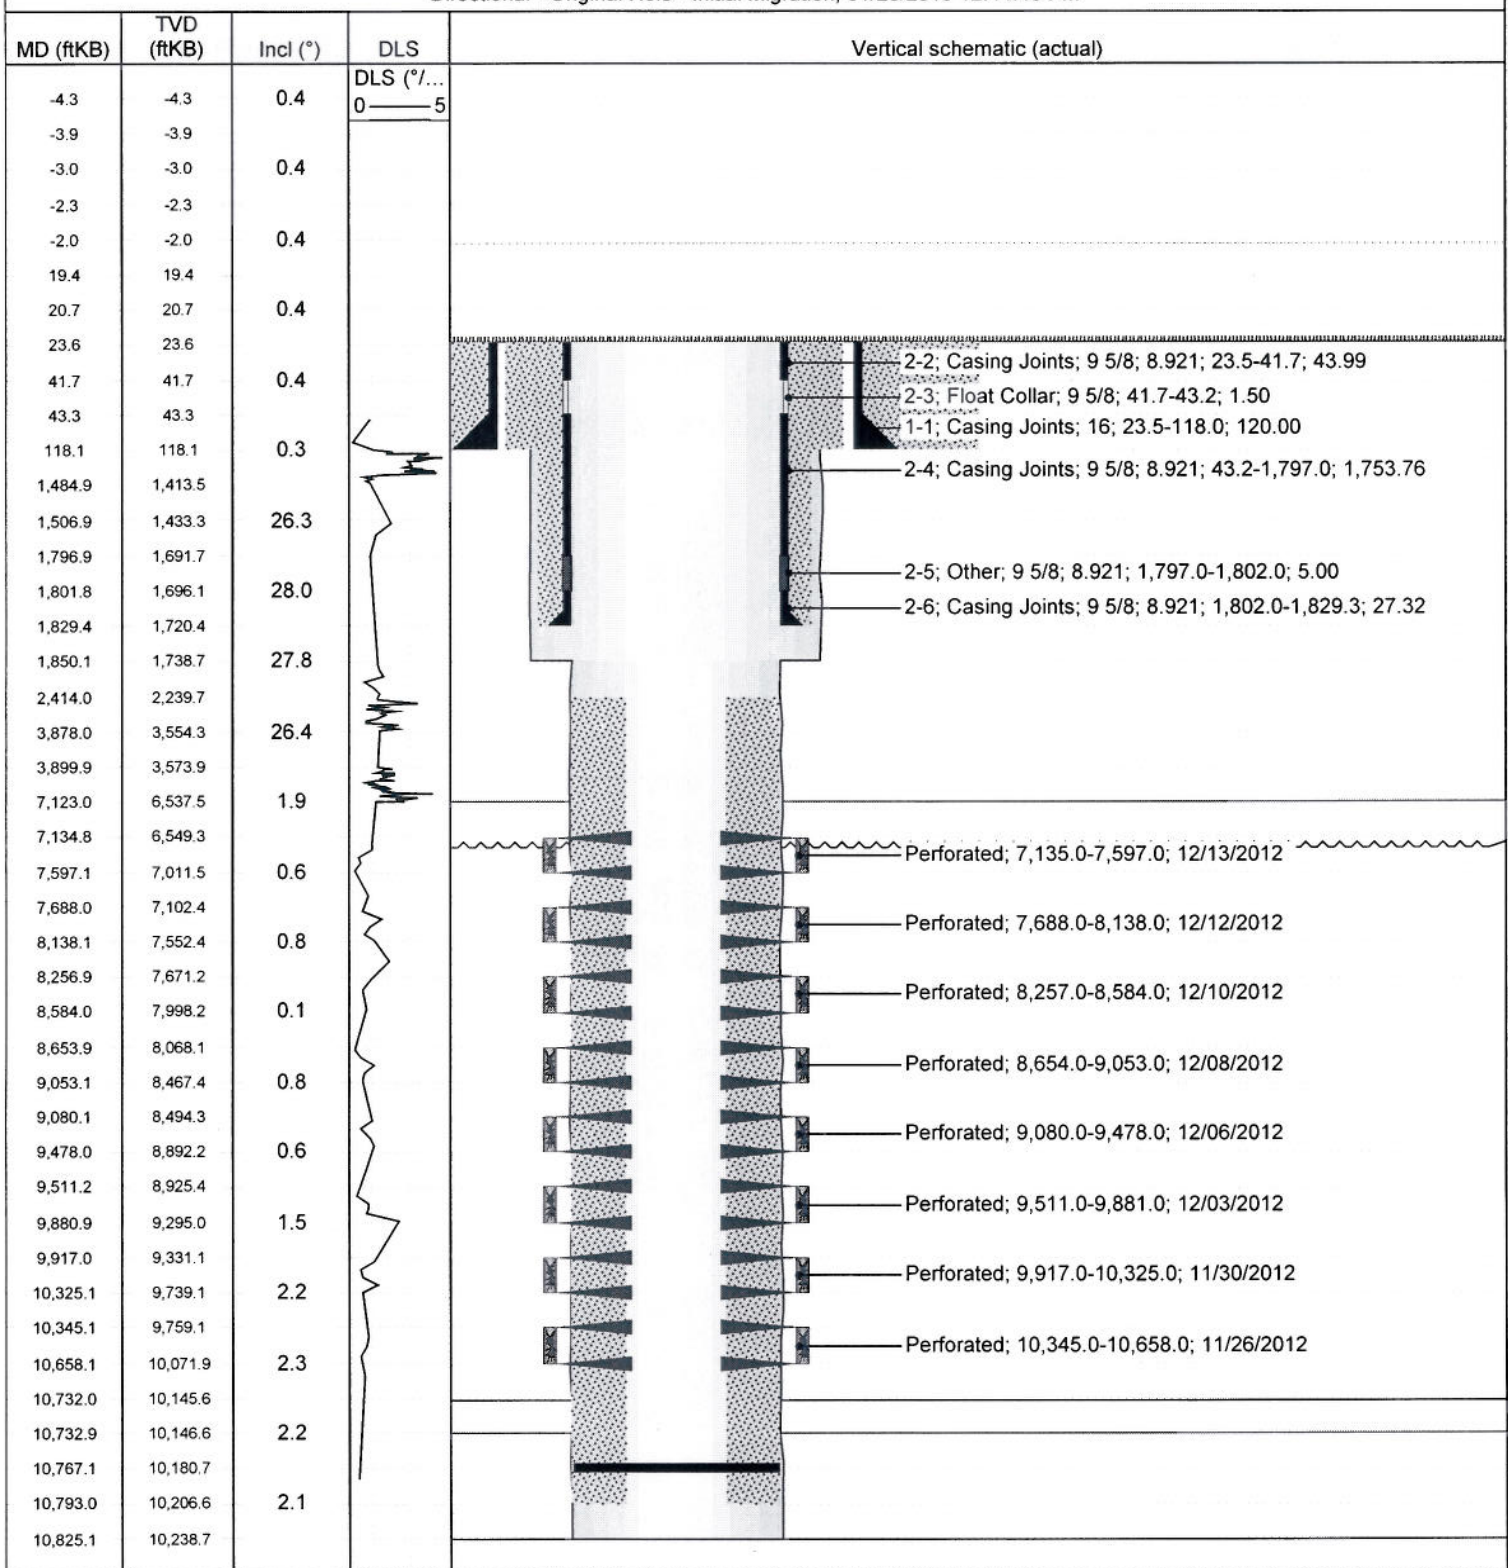 MD (ftKB) TVD (ftKB) Incl (°) DLS Vertical schematic (actual)
DLS (°/...
0 5
-4.3 -4.3 0.4
-3.9 -3.9
-3.0 -3.0 0.4
-2.3 -2.3
-2.0 -2.0 0.4
19.4 19.4
20.7 20.7 0.4
23.6 23.6
2-2; Casing Joints; 9 5/8; 8.921; 23.5-41.7; 43.99
41.7 41.7 0.4
2-3; Float Collar; 9 5/8; 41.7-43.2; 1.50
43.3 43.3
1-1; Casing Joints; 16; 23.5-118.0; 120.00
118.1 118.1 0.3
2-4; Casing Joints; 9 5/8; 8.921; 43.2-1,797.0; 1,753.76
1,484.9 1,413.5
1,506.9 1,433.3 26.3
1,796.9 1,691.7
2-5; Other; 9 5/8; 8.921; 1,797.0-1,802.0; 5.00
1,801.8 1,696.1 28.0
2-6; Casing Joints; 9 5/8; 8.921; 1,802.0-1,829.3; 27.32
1,829.4 1,720.4
1,850.1 1,738.7 27.8
2,414.0 2,239.7
3,878.0 3,554.3 26.4
3,899.9 3,573.9
7,123.0 6,537.5 1.9
7,134.8 6,549.3
Perforated; 7,135.0-7,597.0; 12/13/2012
7,597.1 7,011.5 0.6
7,688.0 7,102.4
Perforated; 7,688.0-8,138.0; 12/12/2012
8,138.1 7,552.4 0.8
8,256.9 7,671.2
Perforated; 8,257.0-8,584.0; 12/10/2012
8,584.0 7,998.2 0.1
8,653.9 8,068.1
Perforated; 8,654.0-9,053.0; 12/08/2012
9,053.1 8,467.4 0.8
9,080.1 8,494.3
Perforated; 9,080.0-9,478.0; 12/06/2012
9,478.0 8,892.2 0.6
9,511.2 8,925.4
Perforated; 9,511.0-9,881.0; 12/03/2012
9,880.9 9,295.0 1.5
9,917.0 9,331.1
Perforated; 9,917.0-10,325.0; 11/30/2012
10,325.1 9,739.1 2.2
10,345.1 9,759.1
Perforated; 10,345.0-10,658.0; 11/26/2012
10,658.1 10,071.9 2.3
10,732.0 10,145.6
10,732.9 10,146.6 2.2
10,767.1 10,180.7
10,793.0 10,206.6 2.1
10,825.1 10,238.7